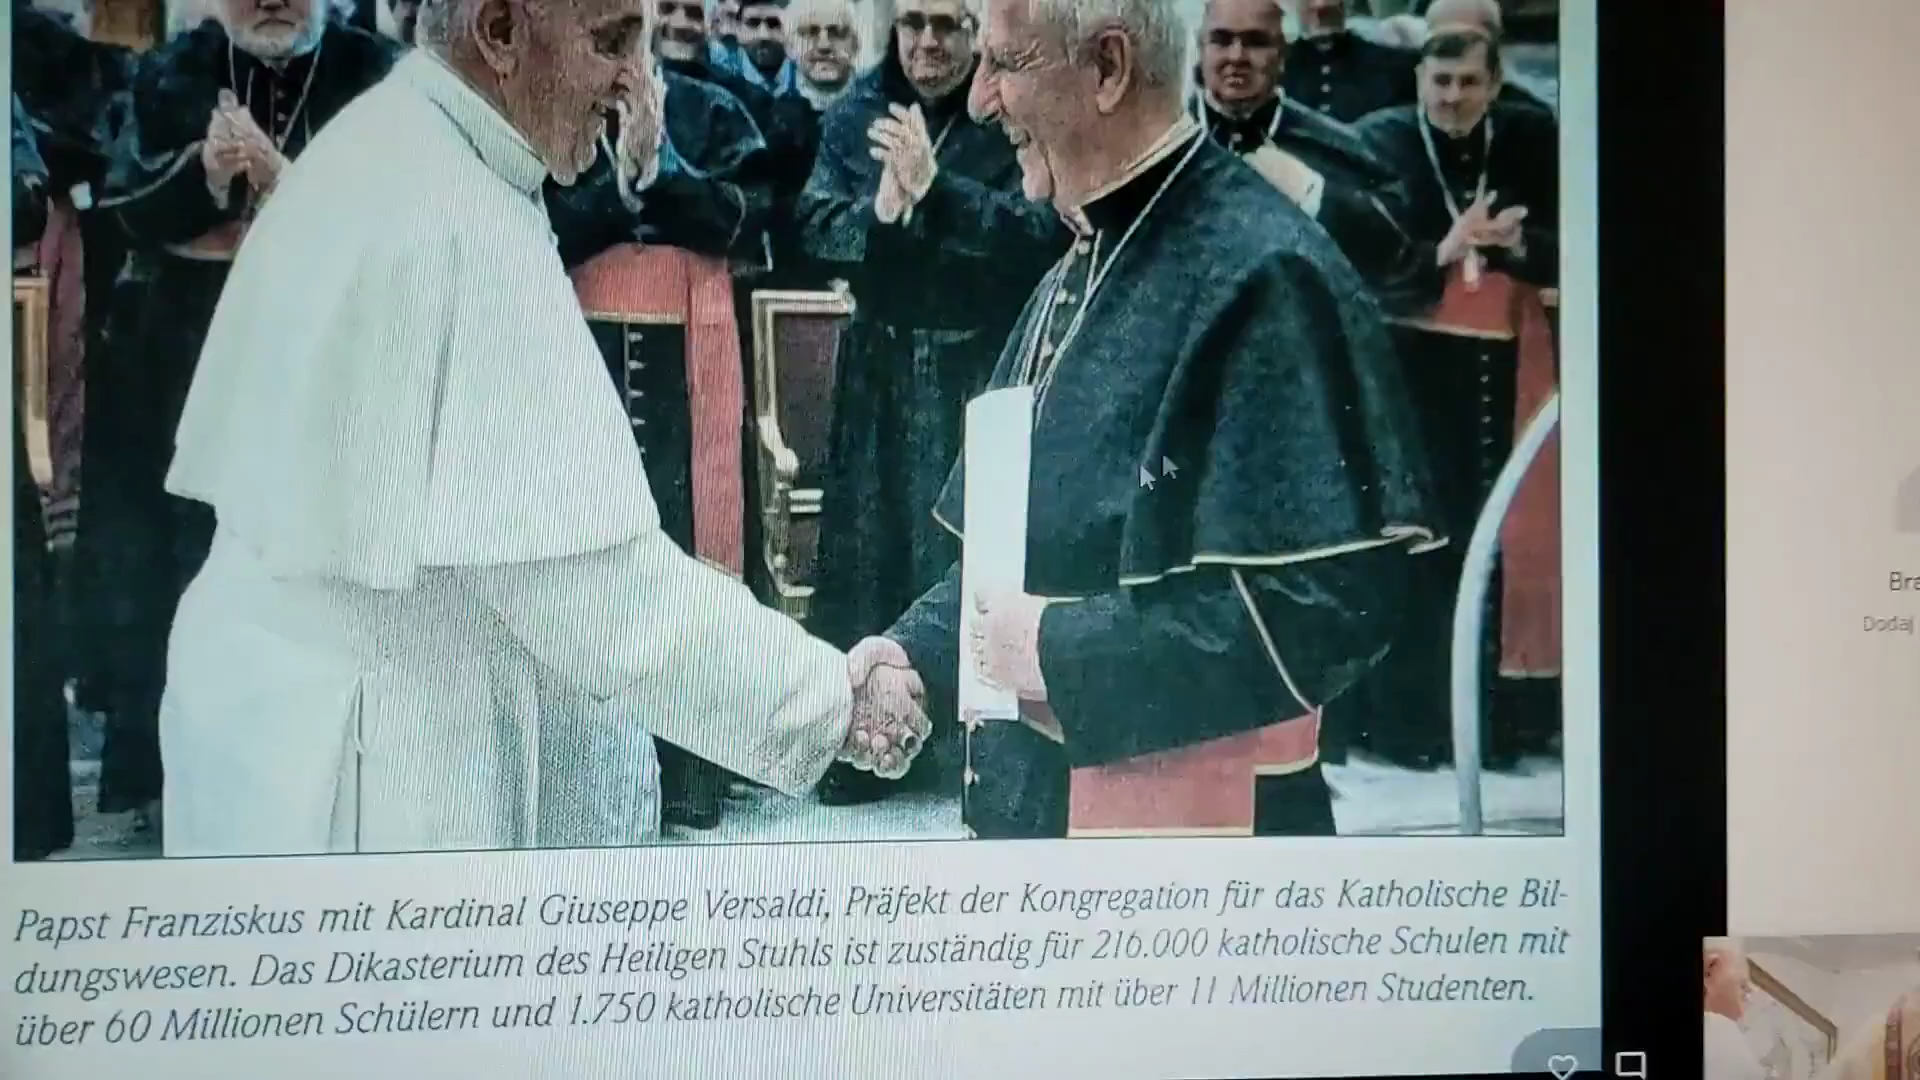 Papst Franziskus mit Kardinal Giuseppe Versaldi, Präfekt der Kongregation für das Katholische Bil-
dungswesen. Das Dikasterium des Heiligen Stuhls ist zuständig für 216.000 katholische Schulen mit
über 60 Millionen Schülern und 1.750 katholische Universitäten mit über 11 Millionen Studenten.
Bra
Dodaj